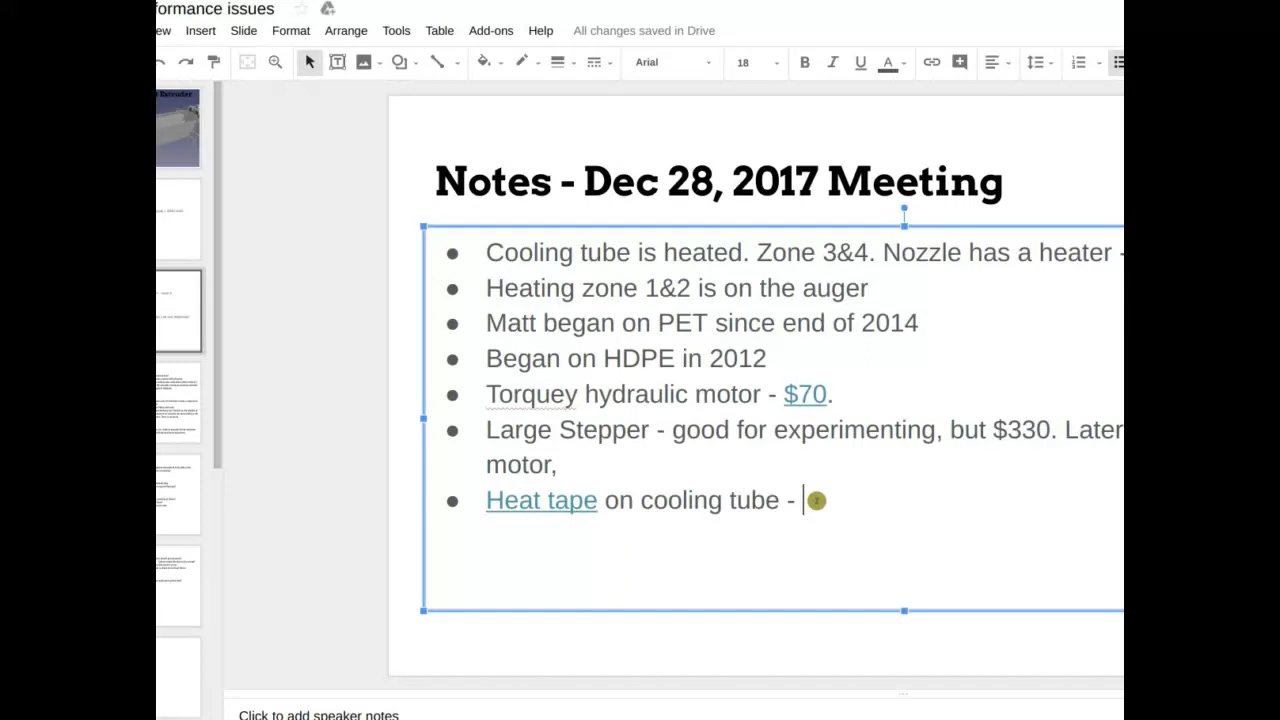 formance issues
ew Insert Slide Format Arrange Tools Table Add-ons Help All changes saved in Drive
Arial 18 B I U A
Extruder
Notes - Dec 28, 2017 Meeting
● Cooling tube is heated. Zone 3&4. Nozzle has a heater -
● Heating zone 1&2 is on the auger
● Matt began on PET since end of 2014
● Began on HDPE in 2012
● Torquey hydraulic motor - $70.
● Large Stepper - good for experimenting, but $330. Later
motor,
● Heat tape on cooling tube -
Click to add speaker notes